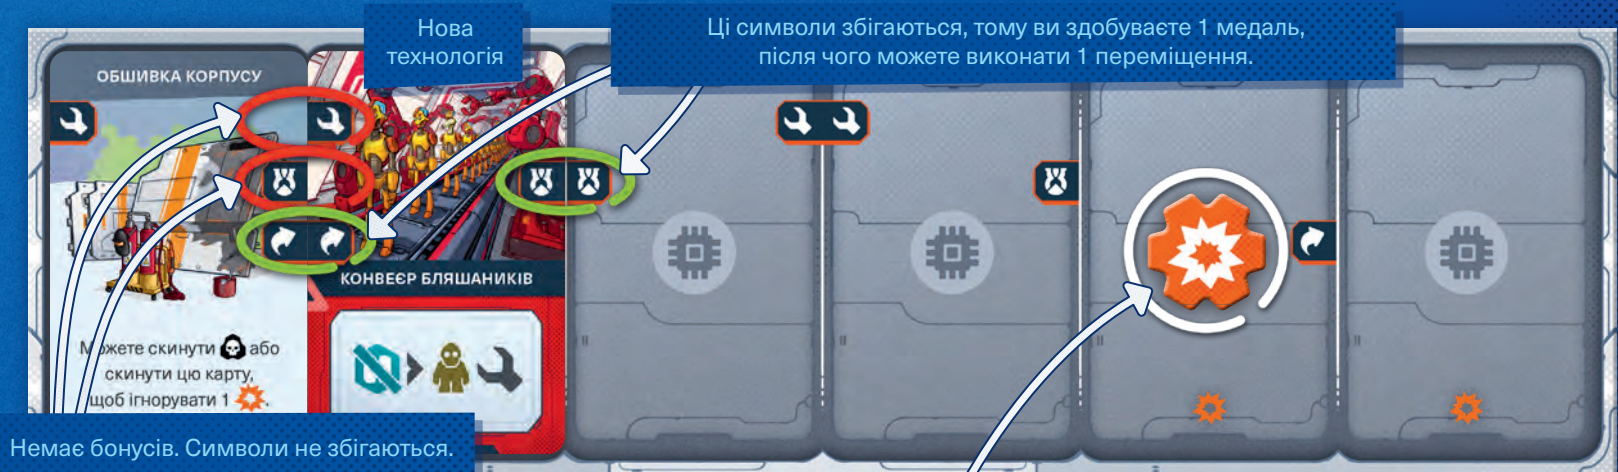 Нова
технологія
Ці символи збігаються, тому ви здобуваєте 1 медаль,
після чого можете виконати 1 переміщення.
ОБШИВКА КОРПУСУ
КОНВЕЄР БЛЯШАНИКІВ
Можете скинути або
скинути цю карту,
щоб ігнорувати 1 .
Немає бонусів. Символи не збігаються.